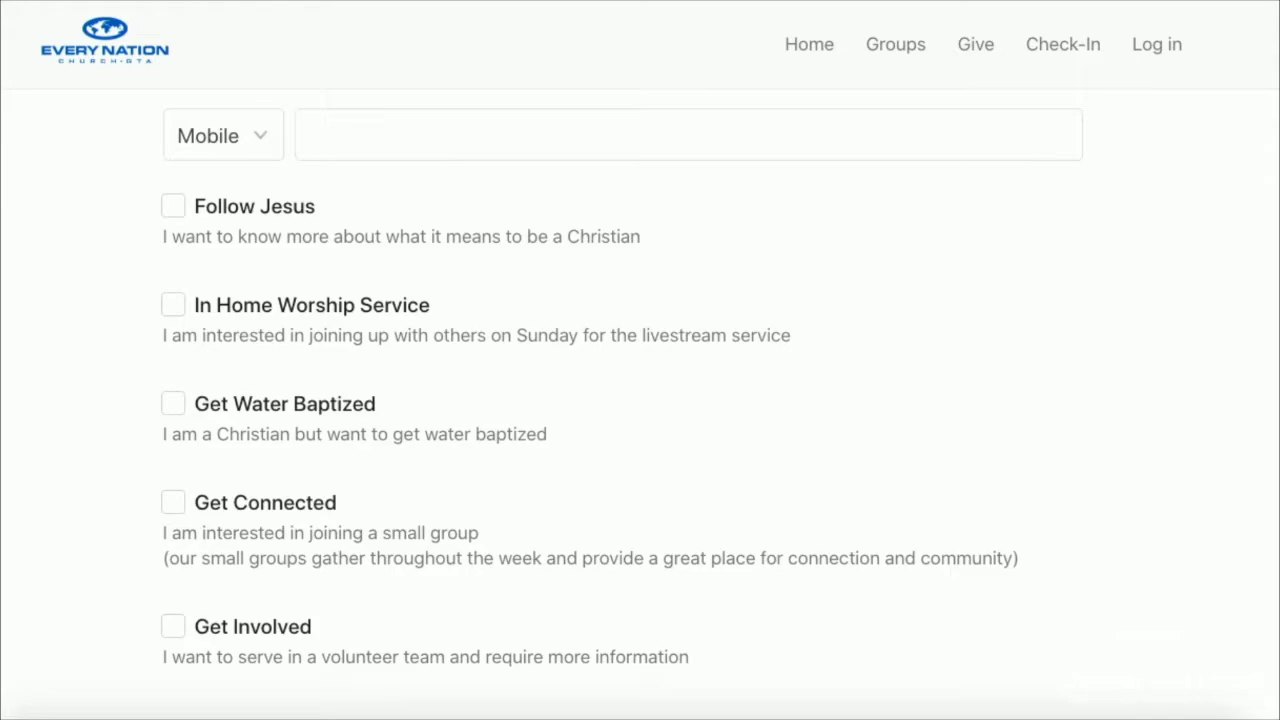 EVERY NATION
CHURCH·GTA
Home Groups Give Check-In Log in
Mobile
Follow Jesus
I want to know more about what it means to be a Christian
In Home Worship Service
I am interested in joining up with others on Sunday for the livestream service
Get Water Baptized
I am a Christian but want to get water baptized
Get Connected
I am interested in joining a small group
(our small groups gather throughout the week and provide a great place for connection and community)
Get Involved
I want to serve in a volunteer team and require more information